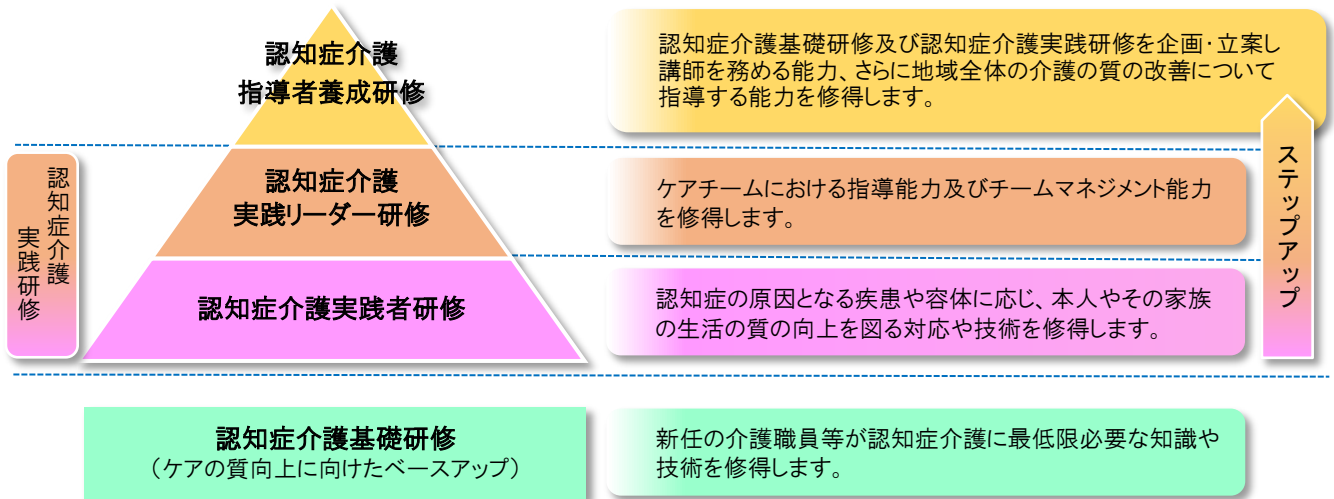 認知症介護
指導者養成研修
認知症介護基礎研修及び認知症介護実践研修を企画・立案し
講師を務める能力、さらに地域全体の介護の質の改善について
指導する能力を修得します。
ステップアップ
認知症介護
実践研修
認知症介護
実践リーダー研修
ケアチームにおける指導能力及びチームマネジメント能力
を修得します。
認知症介護実践者研修
認知症の原因となる疾患や容体に応じ、本人やその家族
の生活の質の向上を図る対応や技術を修得します。
認知症介護基礎研修
（ケアの質向上に向けたベースアップ）
新任の介護職員等が認知症介護に最低限必要な知識や
技術を修得します。